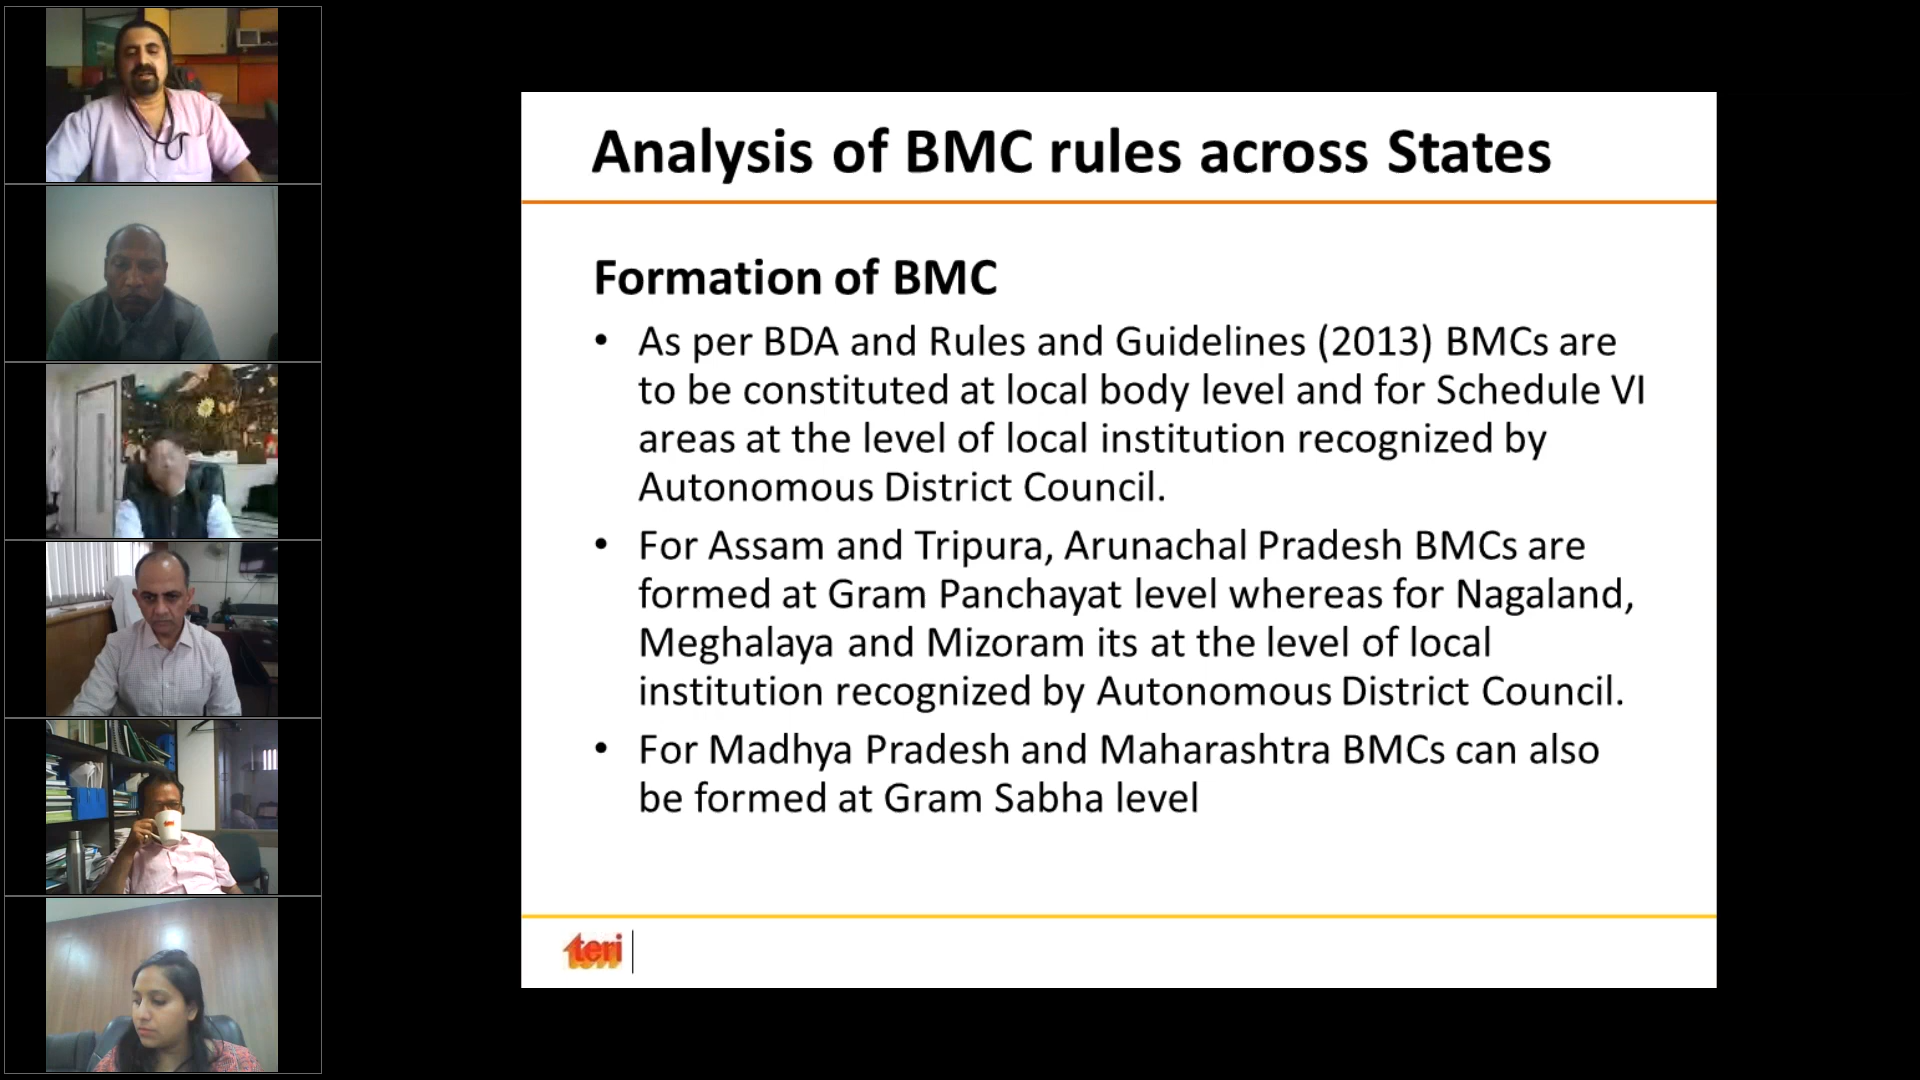 Analysis of BMC rules across States
Formation of BMC
• As per BDA and Rules and Guidelines (2013) BMCs are
to be constituted at local body level and for Schedule VI
areas at the level of local institution recognized by
Autonomous District Council.
• For Assam and Tripura, Arunachal Pradesh BMCs are
formed at Gram Panchayat level whereas for Nagaland,
Meghalaya and Mizoram its at the level of local
institution recognized by Autonomous District Council.
• For Madhya Pradesh and Maharashtra BMCs can also
be formed at Gram Sabha level
teri